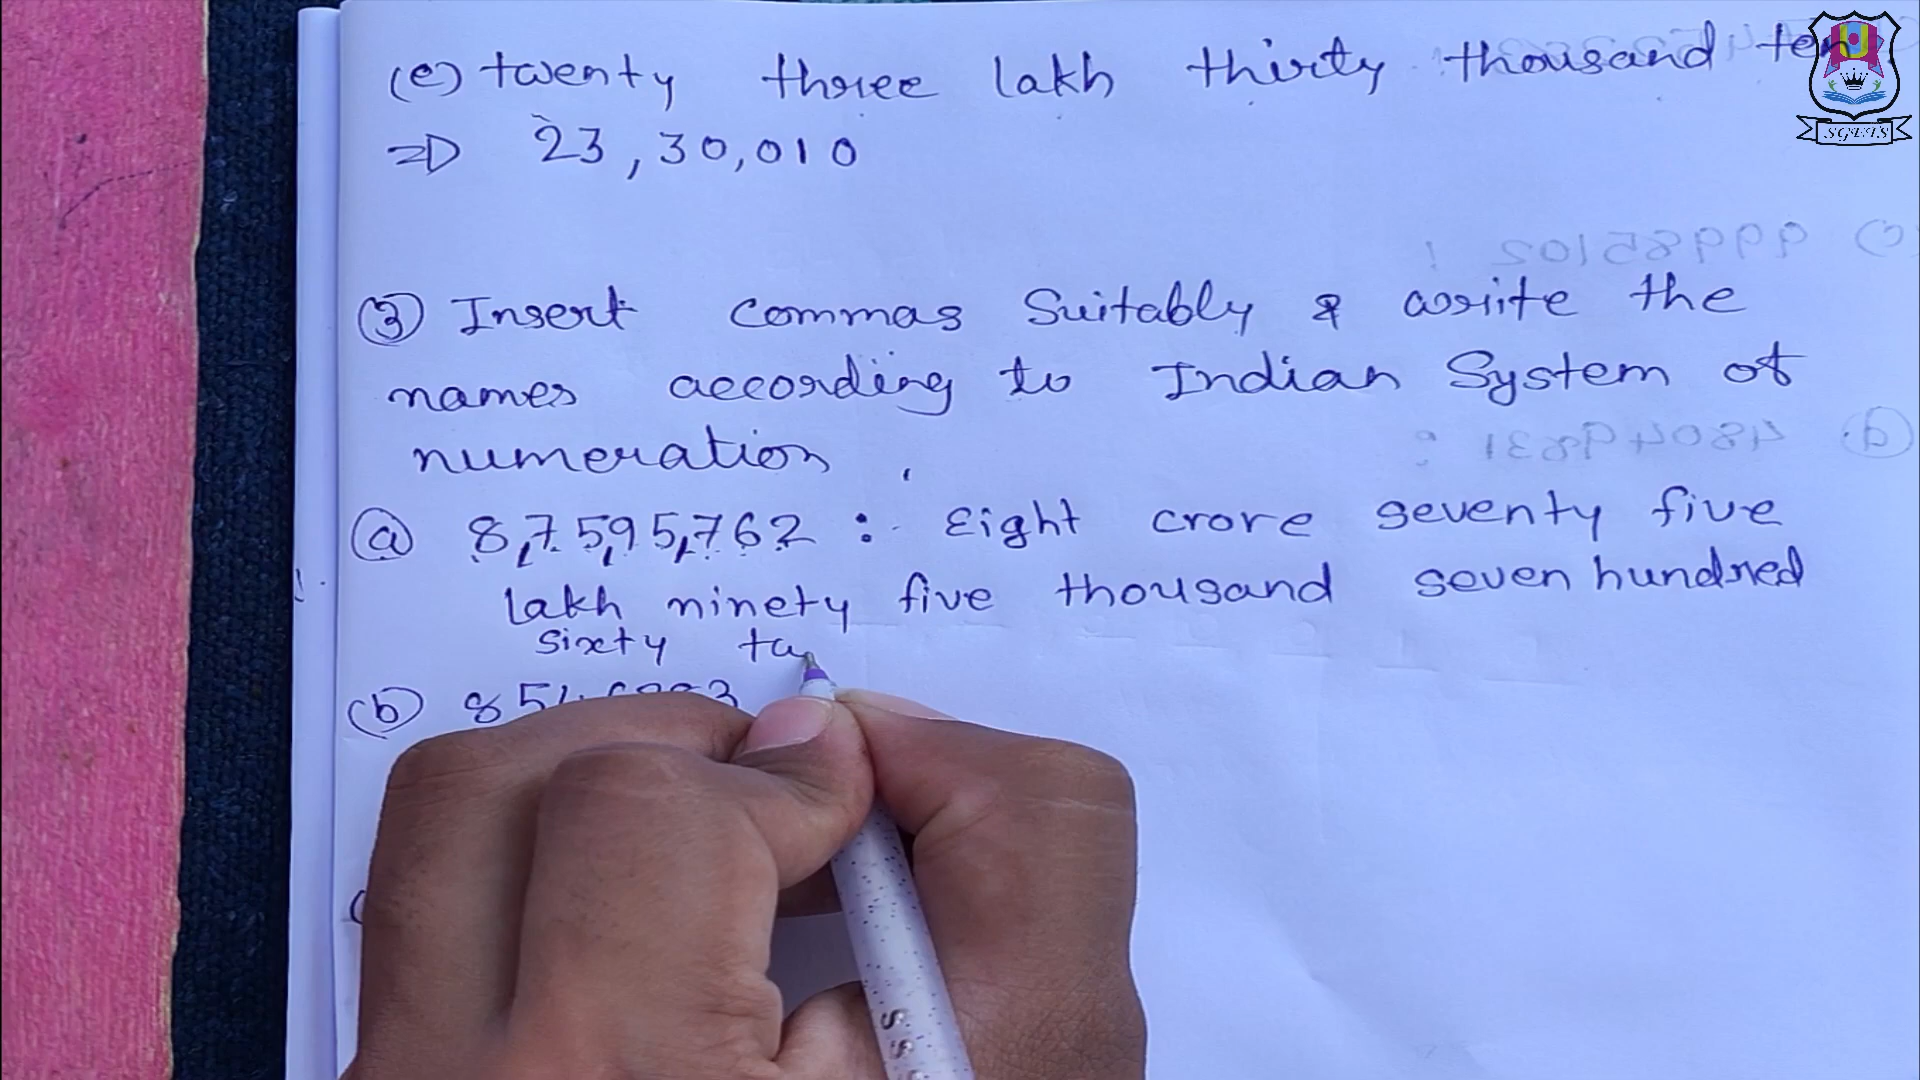 (e) twenty three lakh thirty thousand ten
⇒ 23,30,010
③ Insert commas suitably & write the
names according to Indian System of
numeration.
ⓐ 8,75,95,762 : Eight crore seventy five
lakh ninety five thousand seven hundred
sixty tw
(b) 85
SGVIS